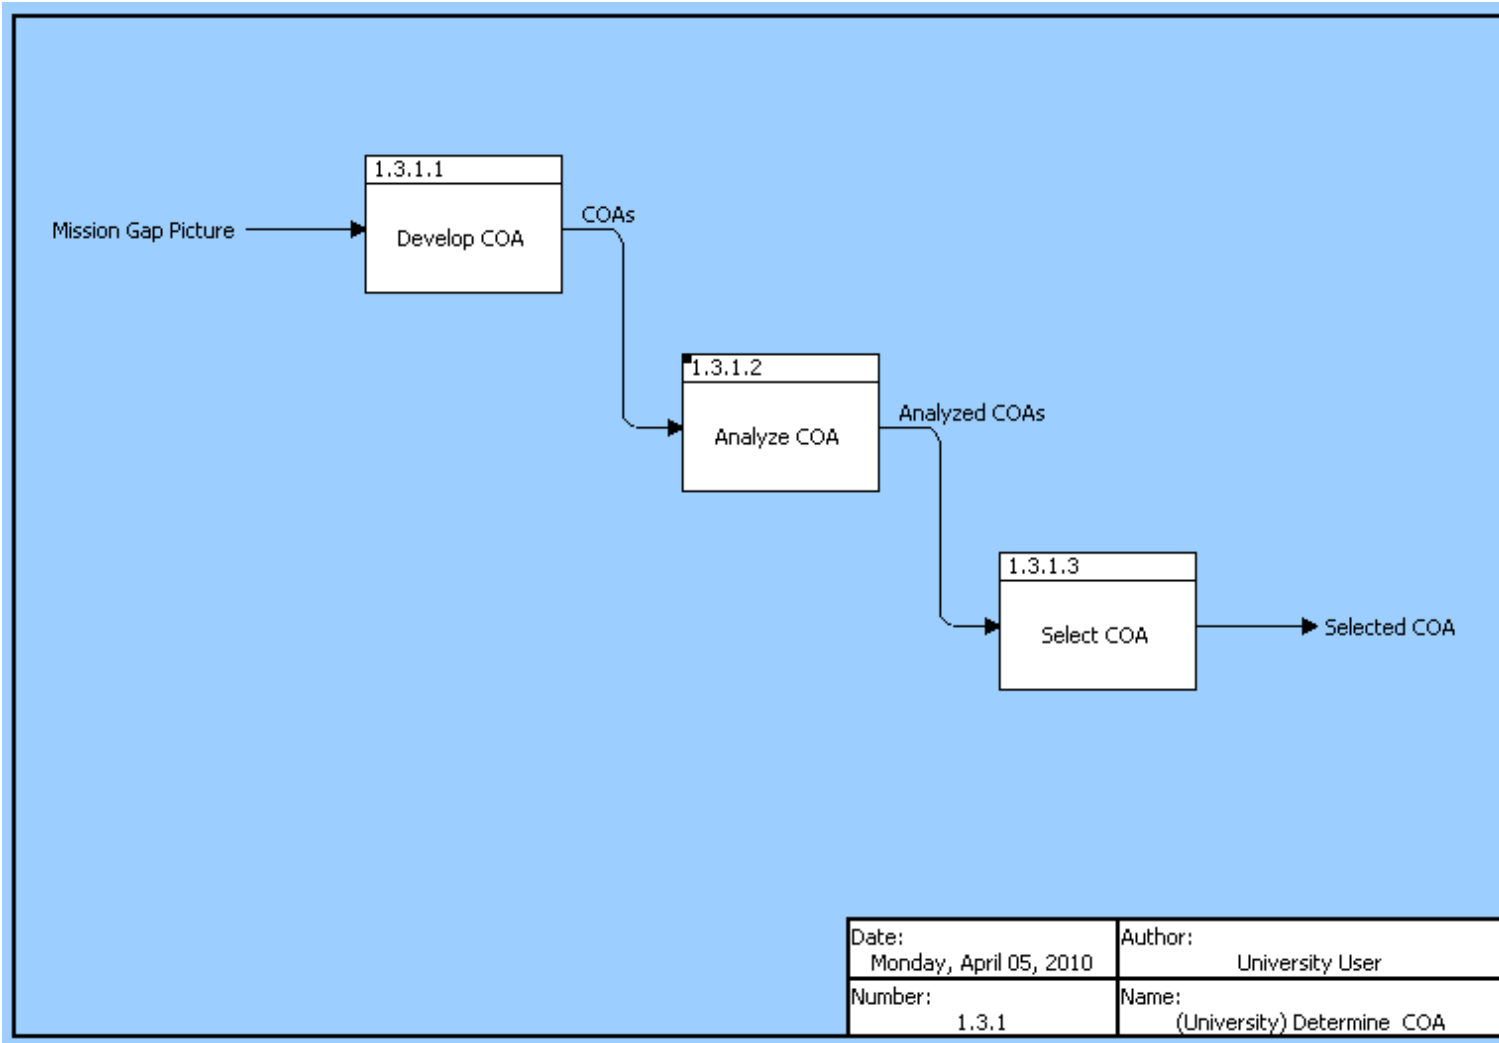 1.3.1.1
Mission Gap Picture
Develop COA
COAs
1.3.1.2
Analyze COA
Analyzed COAs
1.3.1.3
Select COA
Selected COA
Date:
Monday, April 05, 2010
Author:
University User
Number:
1.3.1
Name:
(University) Determine COA